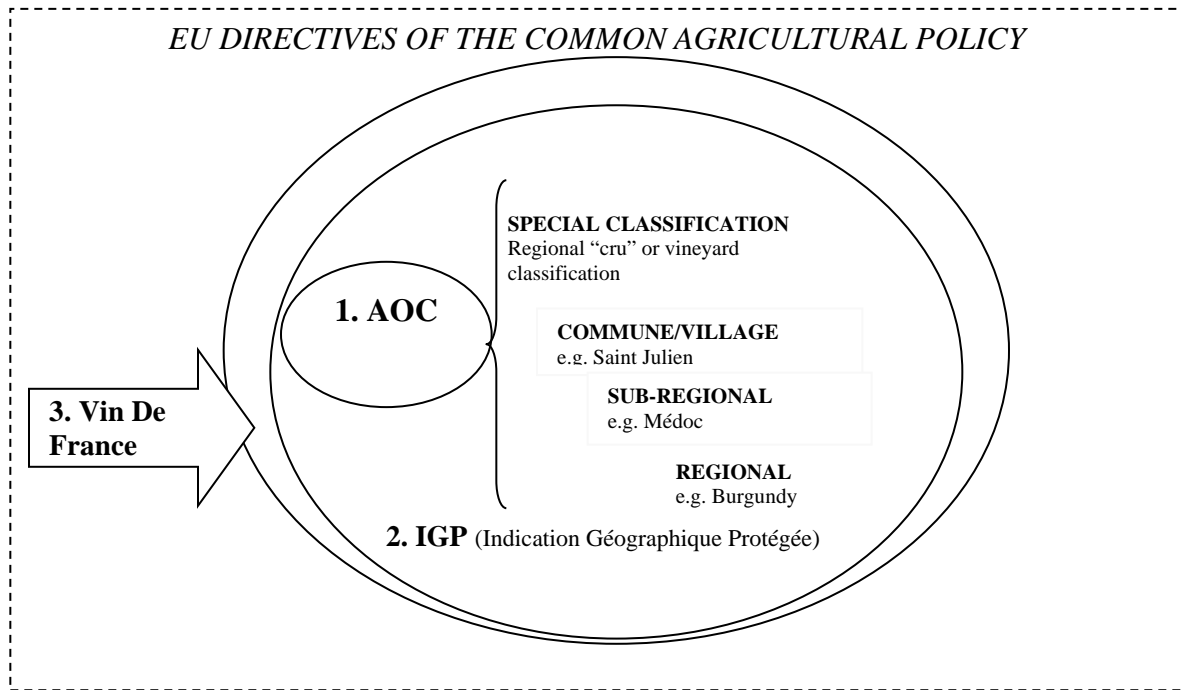 EU DIRECTIVES OF THE COMMON AGRICULTURAL POLICY
SPECIAL CLASSIFICATION
Regional “cru” or vineyard
classification
1. AOC
COMMUNE/VILLAGE
e.g. Saint Julien
3. Vin De
France
SUB-REGIONAL
e.g. Médoc
REGIONAL
e.g. Burgundy
2. IGP (Indication Géographique Protégée)